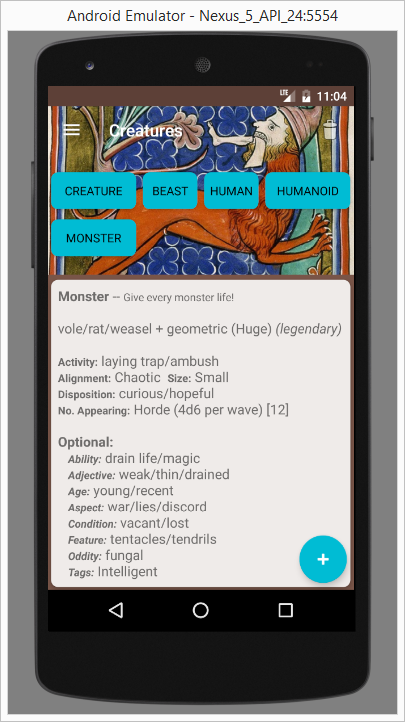 Android Emulator - Nexus_5_API_24:5554
LTE 11:04
Creatures
CREATURE BEAST HUMAN HUMANOID
MONSTER
Monster -- Give every monster life!
vole/rat/weasel + geometric (Huge) (legendary)
Activity: laying trap/ambush
Alignment: Chaotic Size: Small
Disposition: curious/hopeful
No. Appearing: Horde (4d6 per wave) [12]
Optional:
Ability: drain life/magic
Adjective: weak/thin/drained
Age: young/recent
Aspect: war/lies/discord
Condition: vacant/lost
Feature: tentacles/tendrils
Oddity: fungal
Tags: Intelligent
+